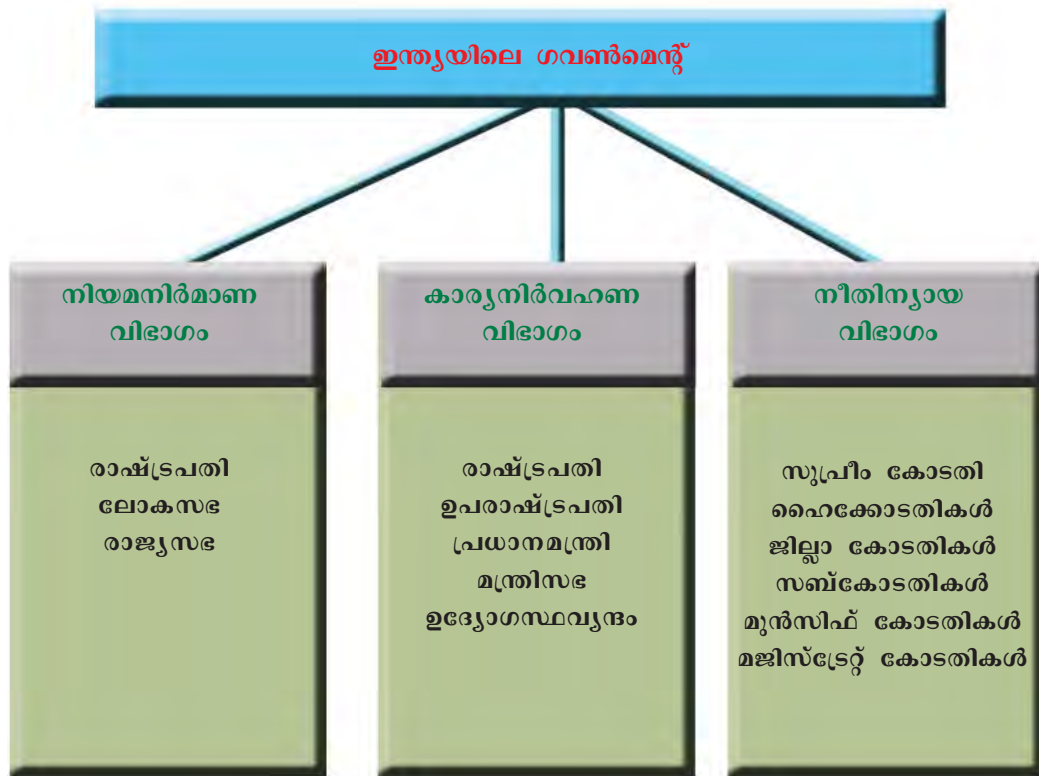 ഇന്ത്യയിലെ ഗവൺമെന്റ്
നിയമനിർമാണ
വിഭാഗം
രാഷ്ട്രപതി
ലോകസഭ
രാജ്യസഭ
കാര്യനിർവഹണ
വിഭാഗം
രാഷ്ട്രപതി
ഉപരാഷ്ട്രപതി
പ്രധാനമന്ത്രി
മന്ത്രിസഭ
ഉദ്യോഗസ്ഥവൃന്ദം
നീതിന്യായ
വിഭാഗം
സുപ്രീം കോടതി
ഹൈക്കോടതികൾ
ജില്ലാ കോടതികൾ
സബ്കോടതികൾ
മുൻസിഫ് കോടതികൾ
മജിസ്ട്രേറ്റ് കോടതികൾ